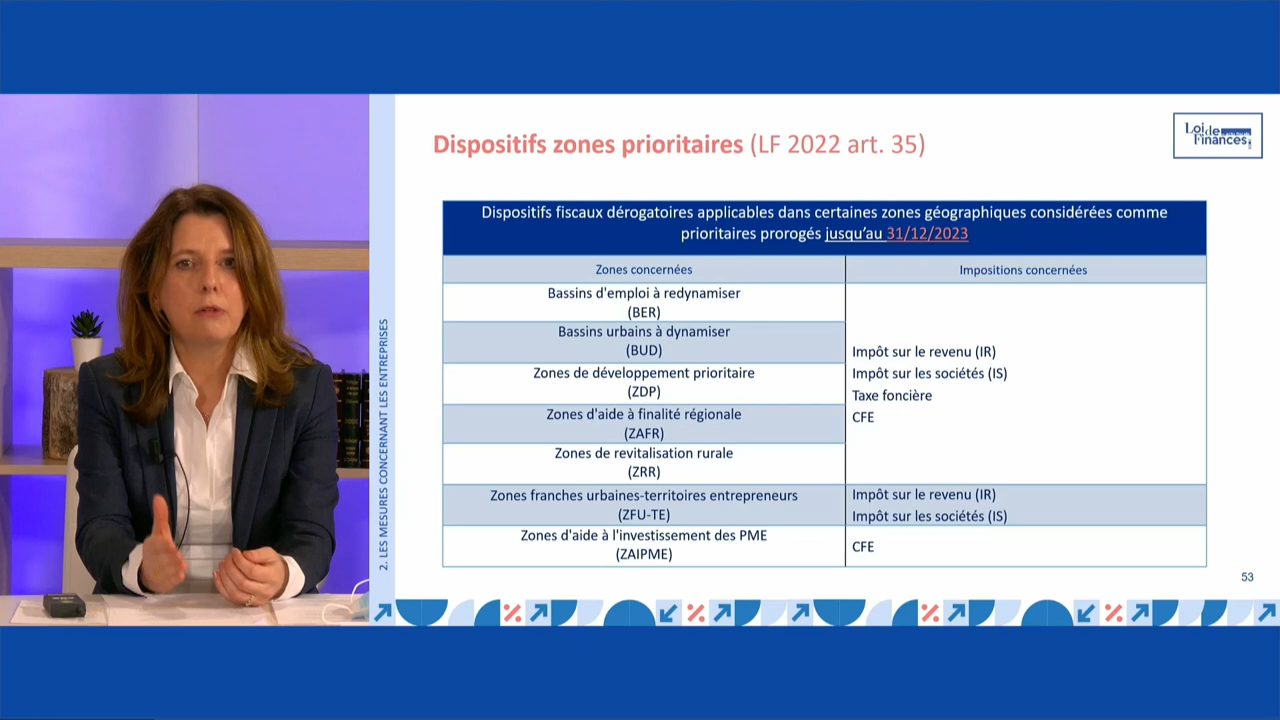 Dispositifs zones prioritaires (LF 2022 art. 35)
Loi de
Finances
Dispositifs fiscaux dérogatoires applicables dans certaines zones géographiques considérées comme
prioritaires prorogés jusqu’au 31/12/2023
Zones concernées
Impositions concernées
Bassins d'emploi à redynamiser
(BER)
Bassins urbains à dynamiser
(BUD)
Zones de développement prioritaire
(ZDP)
Zones d'aide à finalité régionale
(ZAFR)
Zones de revitalisation rurale
(ZRR)
Impôt sur le revenu (IR)
Impôt sur les sociétés (IS)
Taxe foncière
CFE
Zones franches urbaines-territoires entrepreneurs
(ZFU-TE)
Impôt sur le revenu (IR)
Impôt sur les sociétés (IS)
Zones d'aide à l'investissement des PME
(ZAIPME)
CFE
2. LES MESURES CONCERNANT LES ENTREPRISES
53